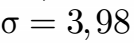 σ = 3,98